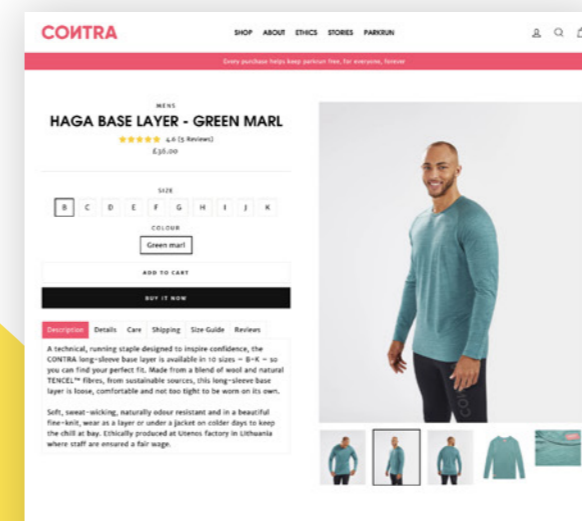 CONTRA
SHOP ABOUT ETHICS STORIES PARKRUN
Every purchase helps keep parkrun free, for everyone, forever
MENS
HAGA BASE LAYER - GREEN MARL
4.6 (5 Reviews)
SIZE
B C D E F G H I J K
COLOUR
Green marl
ADD TO CART
BUY IT NOW
Description Details Care Shipping Size Guide Reviews
A technical, running staple designed to inspire confidence, the
CONTRA long-sleeve base layer is available in 10 sizes – B-K – so
you can find your perfect fit. Made from a blend of wool and natural
TENCEL™ fibres, from sustainable sources, this long-sleeve base
layer is loose, comfortable and not too tight to be worn on its own.
Soft, sweat-wicking, naturally odour resistant and in a beautiful
fine-knit, wear as a layer or under a jacket on colder days to keep
the chill at bay. Ethically produced at Utenos factory in Lithuania
where staff are ensured a fair wage.